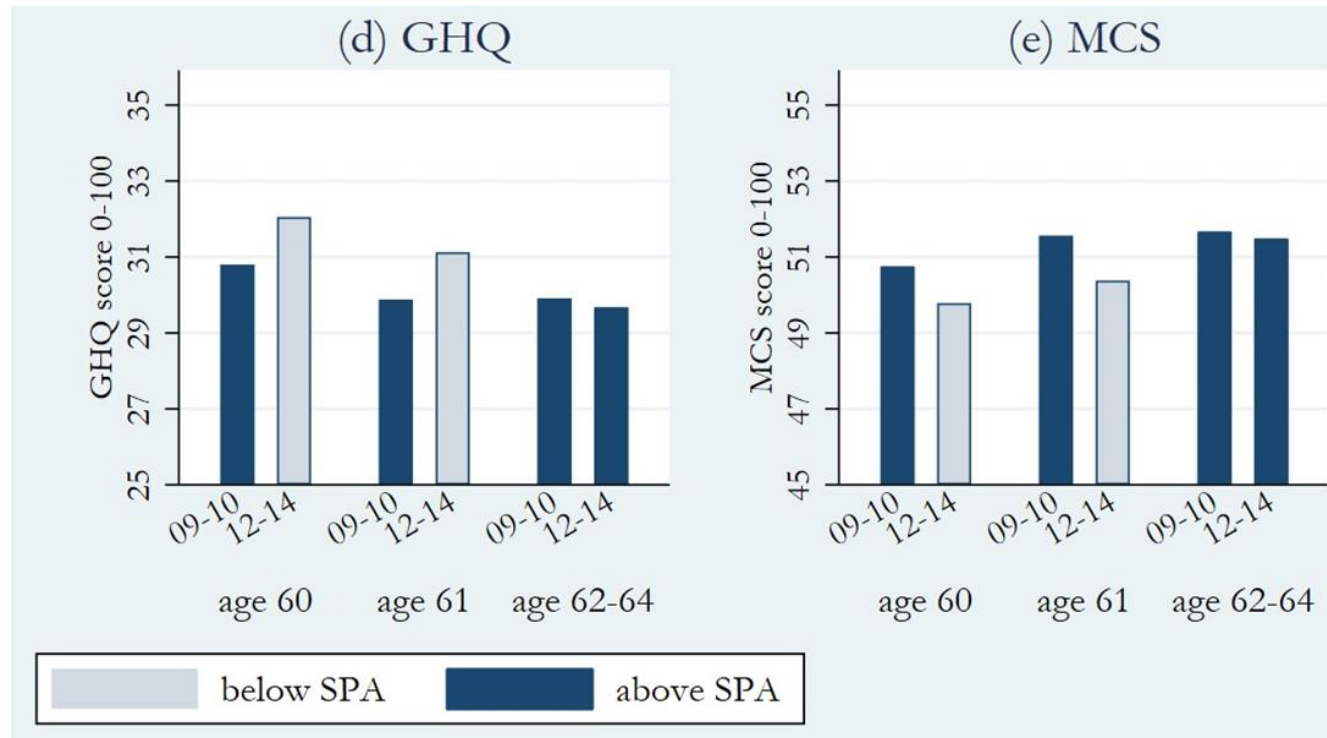 (d) GHQ
GHQ score 0-100
35
33
31
29
27
25
09-10 12-14 09-10 12-14 09-10 12-14
age 60 age 61 age 62-64
(e) MCS
MCS score 0-100
55
53
51
49
47
45
09-10 12-14 09-10 12-14 09-10 12-14
age 60 age 61 age 62-64
below SPA above SPA